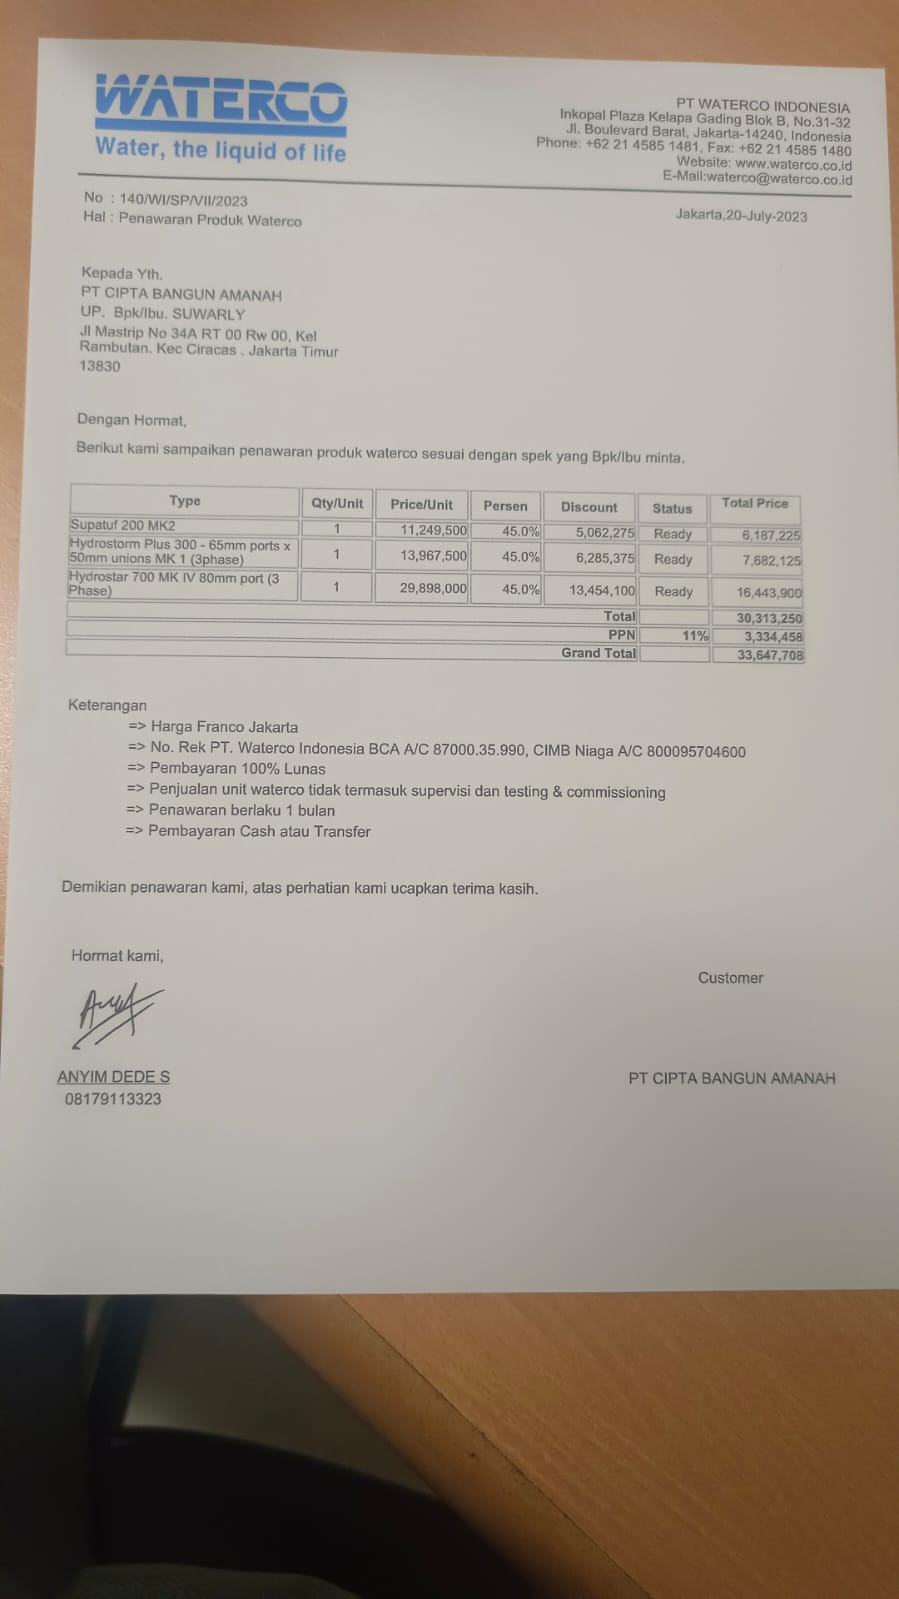 WATERCO
Water, the liquid of life
PT WATERCO INDONESIA
Inkopal Plaza Kelapa Gading Blok B, No.31-32
Jl. Boulevard Barat, Jakarta-14240, Indonesia
Phone: +62 21 4585 1481, Fax: +62 21 4585 1480
Website: www.waterco.co.id
E-Mail:waterco@waterco.co.id
No : 140/WI/SP/VII/2023
Hal : Penawaran Produk Waterco
Jakarta,20-July-2023
Kepada Yth.
PT CIPTA BANGUN AMANAH
UP. Bpk/Ibu. SUWARLY
Jl Mastrip No 34A RT 00 Rw 00, Kel
Rambutan. Kec Ciracas . Jakarta Timur
13830
Dengan Hormat,
Berikut kami sampaikan penawaran produk waterco sesuai dengan spek yang Bpk/Ibu minta.
Type Qty/Unit Price/Unit Persen Discount Status Total Price
Supatuf 200 MK2 1 11,249,500 45.0% 5,062,275 Ready 6,187,225
Hydrostorm Plus 300 - 65mm ports x
50mm unions MK 1 (3phase) 1 13,967,500 45.0% 6,285,375 Ready 7,682,125
Hydrostar 700 MK IV 80mm port (3
Phase) 1 29,898,000 45.0% 13,454,100 Ready 16,443,900
Total 30,313,250
PPN 11% 3,334,458
Grand Total 33,647,708
Keterangan
=> Harga Franco Jakarta
=> No. Rek PT. Waterco Indonesia BCA A/C 87000.35.990, CIMB Niaga A/C 800095704600
=> Pembayaran 100% Lunas
=> Penjualan unit waterco tidak termasuk supervisi dan testing & commissioning
=> Penawaran berlaku 1 bulan
=> Pembayaran Cash atau Transfer
Demikian penawaran kami, atas perhatian kami ucapkan terima kasih.
Hormat kami,
Customer
ANYIM DEDE S
08179113323
PT CIPTA BANGUN AMANAH